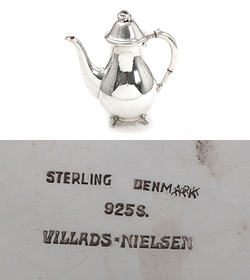 STERLING DENMARK
925S.
VILLADS-NIELSEN